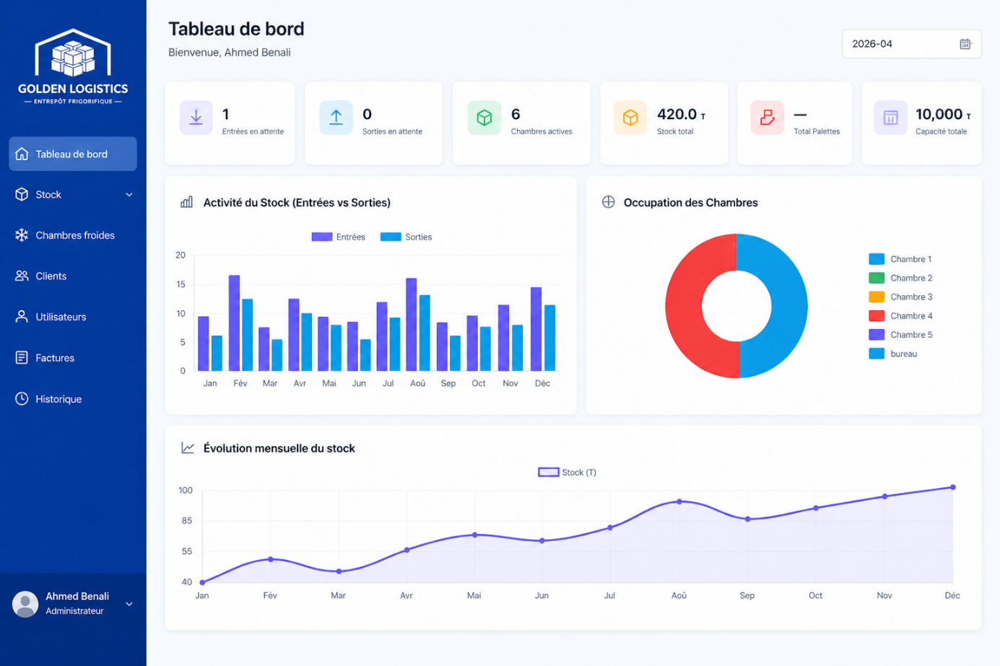 GOLDEN LOGISTICS
— ENTREPÔT FRIGORIFIQUE —
Tableau de bord
Stock
Chambres froides
Clients
Utilisateurs
Factures
Historique
Ahmed Benali
Administrateur
Tableau de bord
Bienvenue, Ahmed Benali
2026-04
1
Entrées en attente
0
Sorties en attente
6
Chambres actives
420.0 T
Stock total
—
Total Palettes
10,000 T
Capacité totale
Activité du Stock (Entrées vs Sorties)
Entrées Sorties
20
15
10
5
0
Jan Fév Mar Avr Mai Jun Jul Aoû Sep Oct Nov Déc
Occupation des Chambres
Chambre 1
Chambre 2
Chambre 3
Chambre 4
Chambre 5
bureau
Évolution mensuelle du stock
Stock (T)
100
85
55
40
Jan Fév Mar Avr Mai Jun Jul Aoû Sep Oct Nov Déc